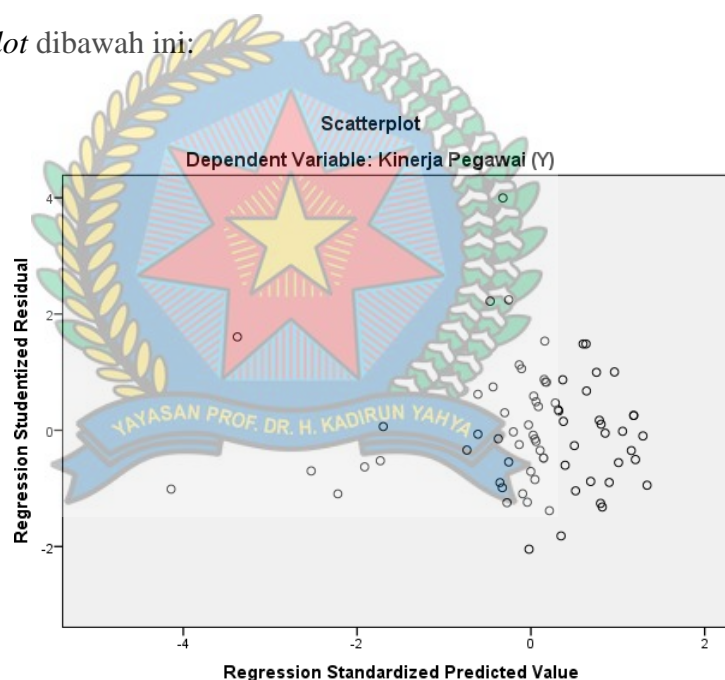 lot dibawah ini:
Scatterplot
Dependent Variable: Kinerja Pegawai (Y)
4
2
0
-2
Regression Studentized Residual
YAYASAN PROF. DR. H. KADIRUN YAHYA
-4
-2
0
2
Regression Standardized Predicted Value